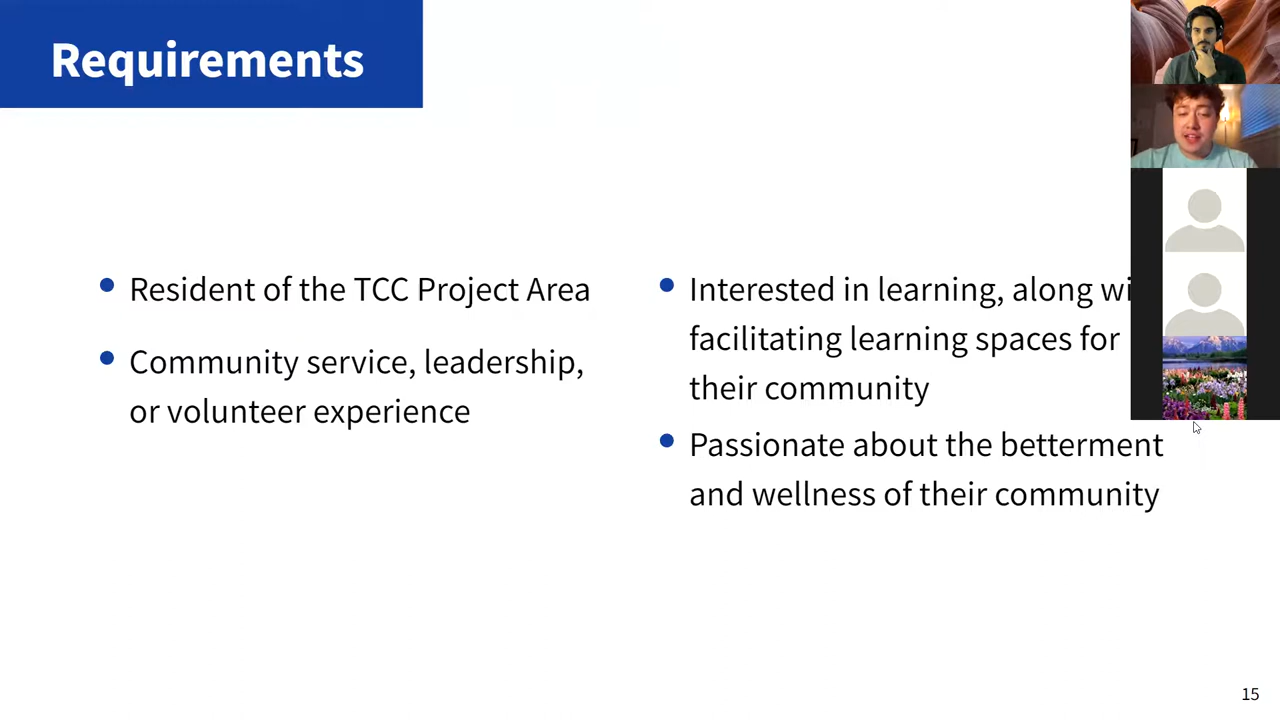 Requirements
Resident of the TCC Project Area
Community service, leadership,
or volunteer experience
Interested in learning, along
facilitating learning spaces for
their community
Passionate about the betterment
and wellness of their community
15